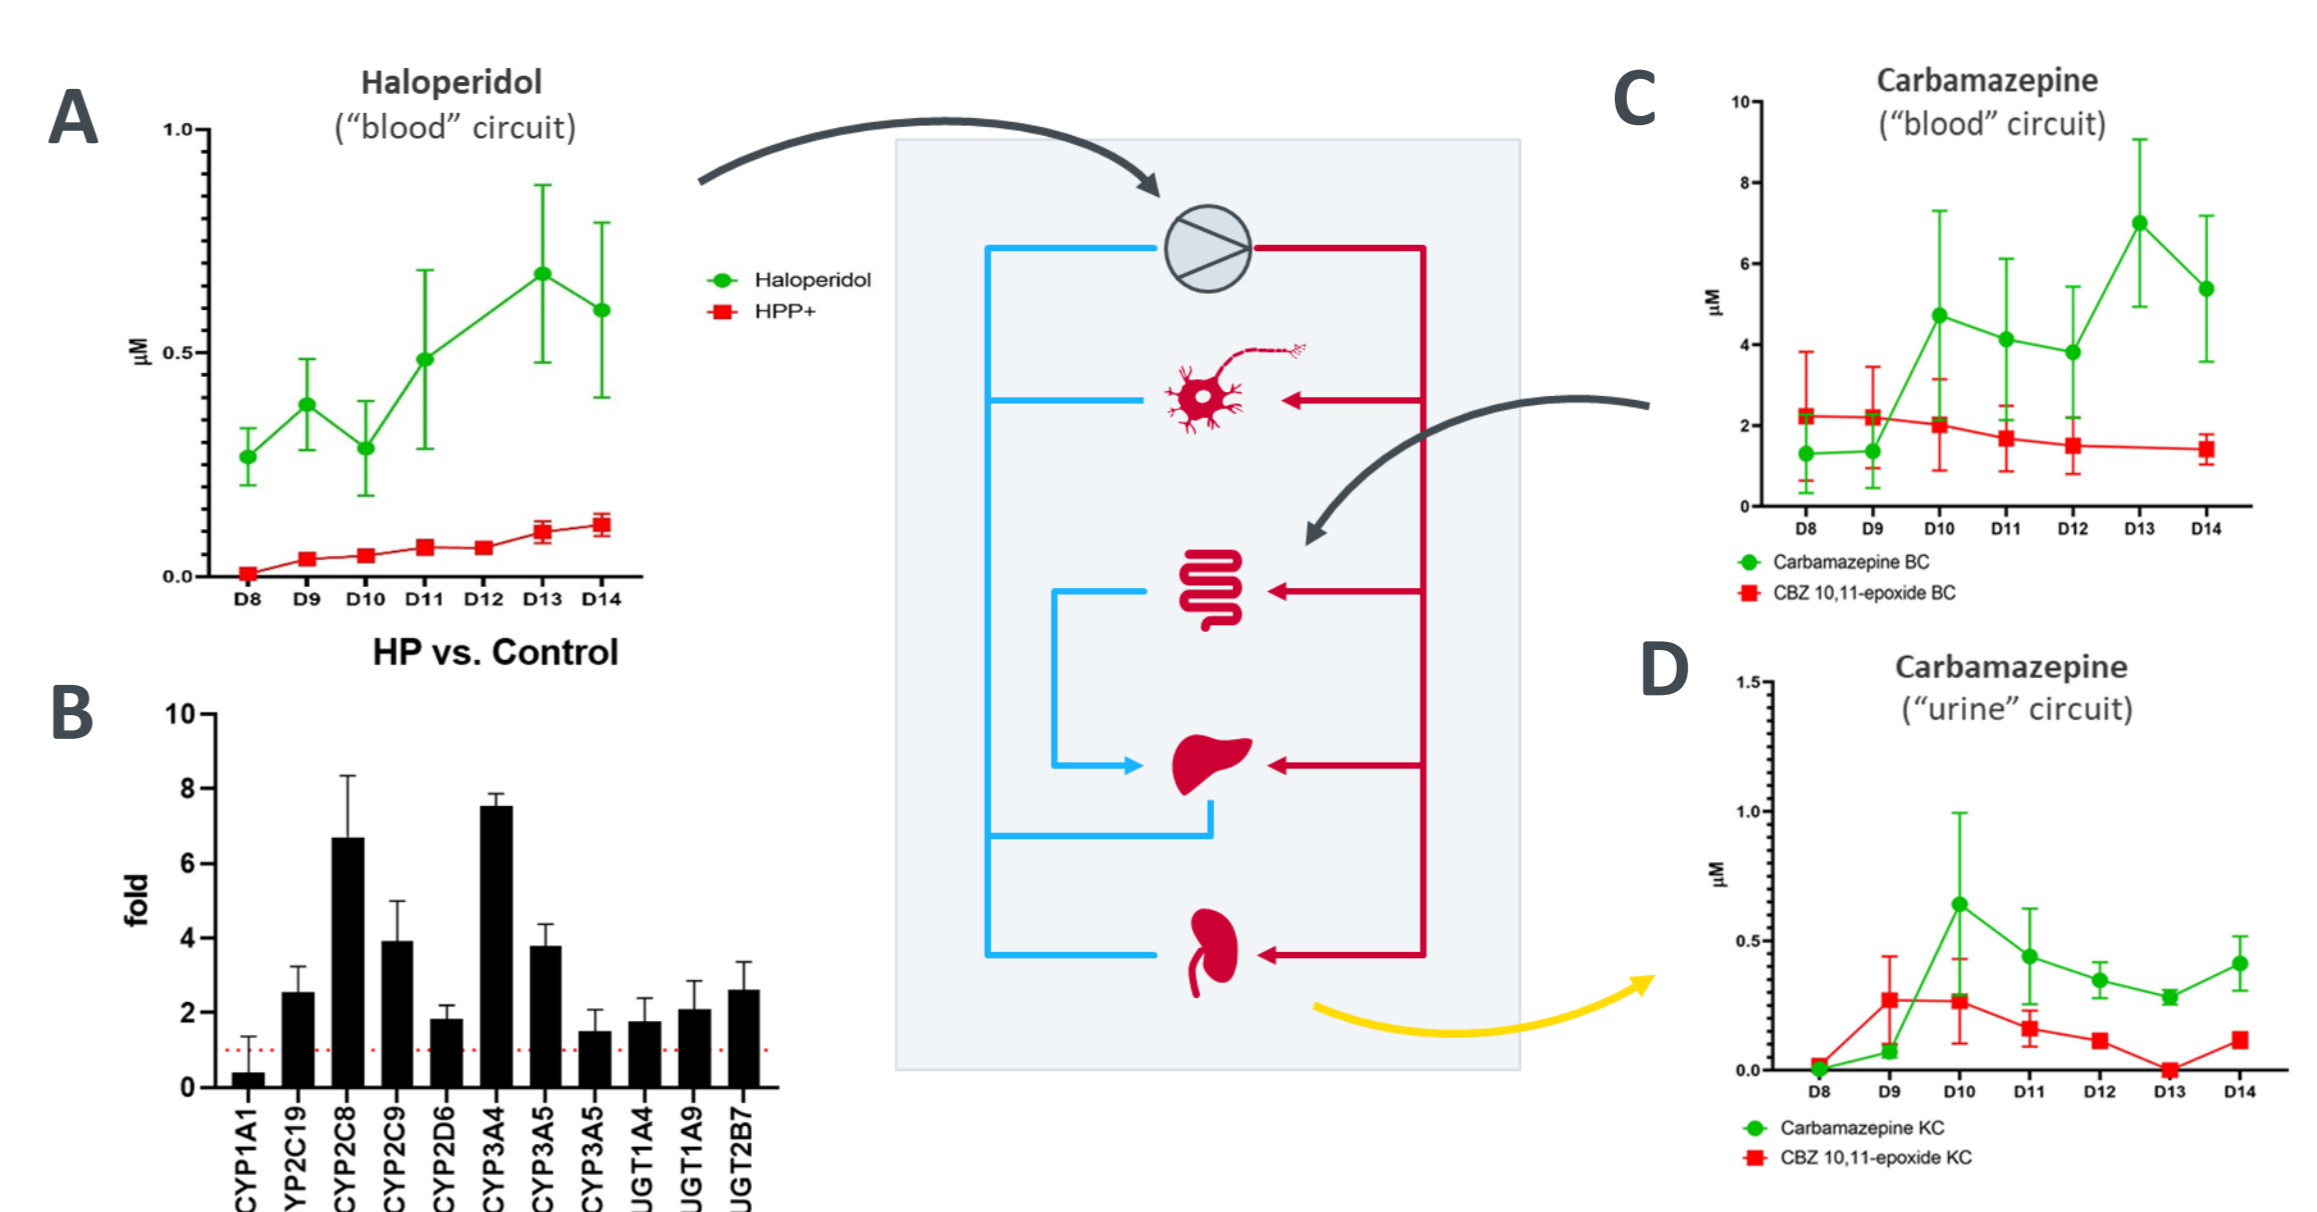 A
Haloperidol
(“blood” circuit)
1.0
0.5
0.0
µM
D8 D9 D10 D11 D12 D13 D14
Haloperidol
HPP+
HP vs. Control
B
10
8
6
4
2
0
fold
CYP1A1
YP2C19
CYP2C8
CYP2C9
CYP2D6
CYP3A4
CYP3A5
CYP3A5
UGT1A4
UGT1A9
UGT2B7
C
Carbamazepine
(“blood” circuit)
10
8
6
4
2
0
µM
D8 D9 D10 D11 D12 D13 D14
Carbamazepine BC
CBZ 10,11-epoxide BC
D
Carbamazepine
(“urine” circuit)
1.5
1.0
0.5
0.0
µM
D8 D9 D10 D11 D12 D13 D14
Carbamazepine KC
CBZ 10,11-epoxide KC